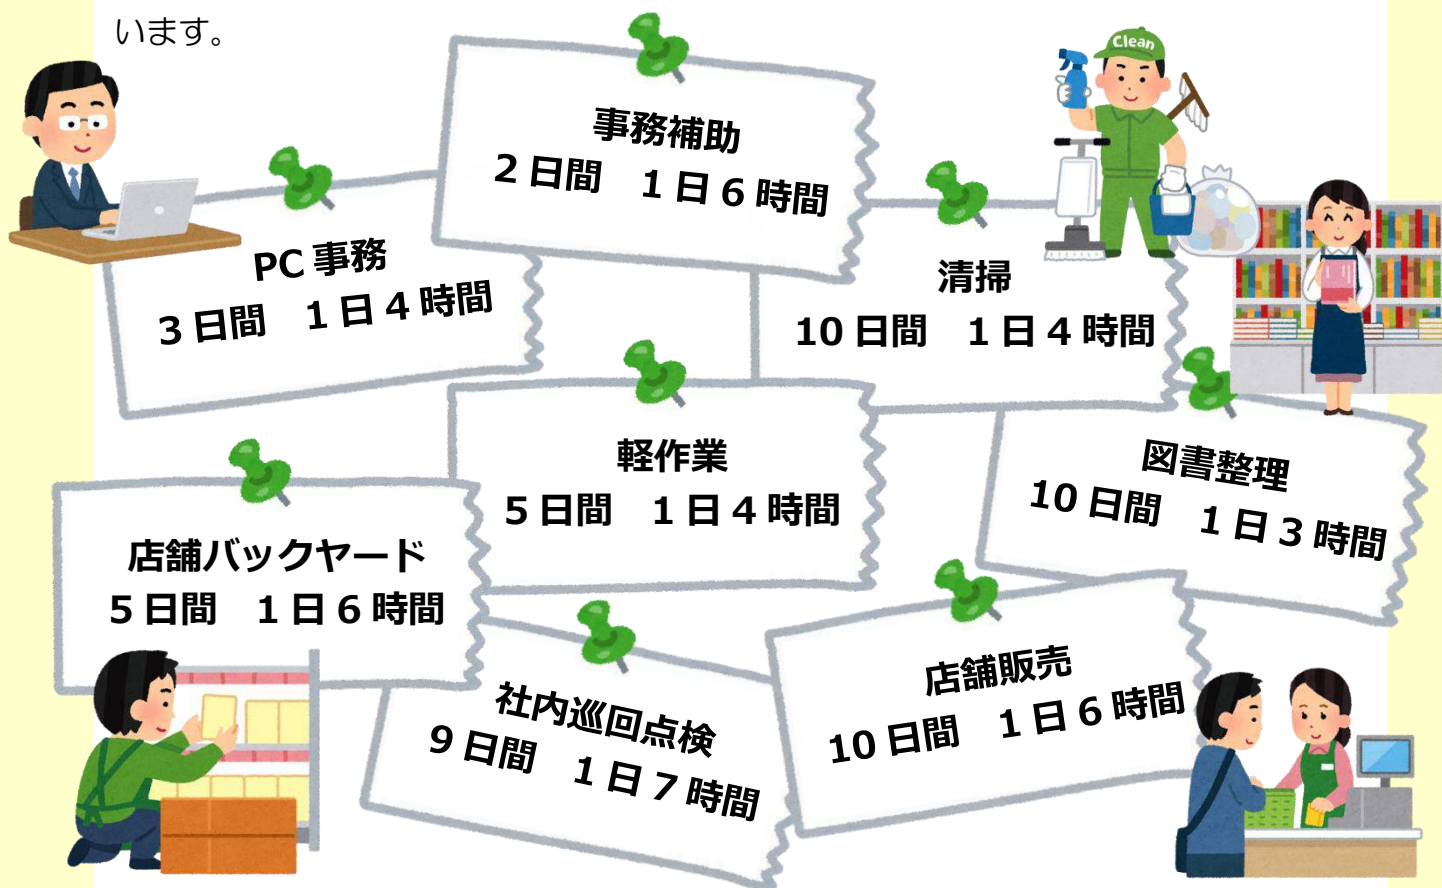 います。
事務補助
2日間　1日6時間
Clean
PC事務
3日間　1日4時間
清掃
10日間　1日4時間
軽作業
5日間　1日4時間
図書整理
10日間　1日3時間
店舗バックヤード
5日間　1日6時間
社内巡回点検
9日間　1日7時間
店舗販売
10日間　1日6時間